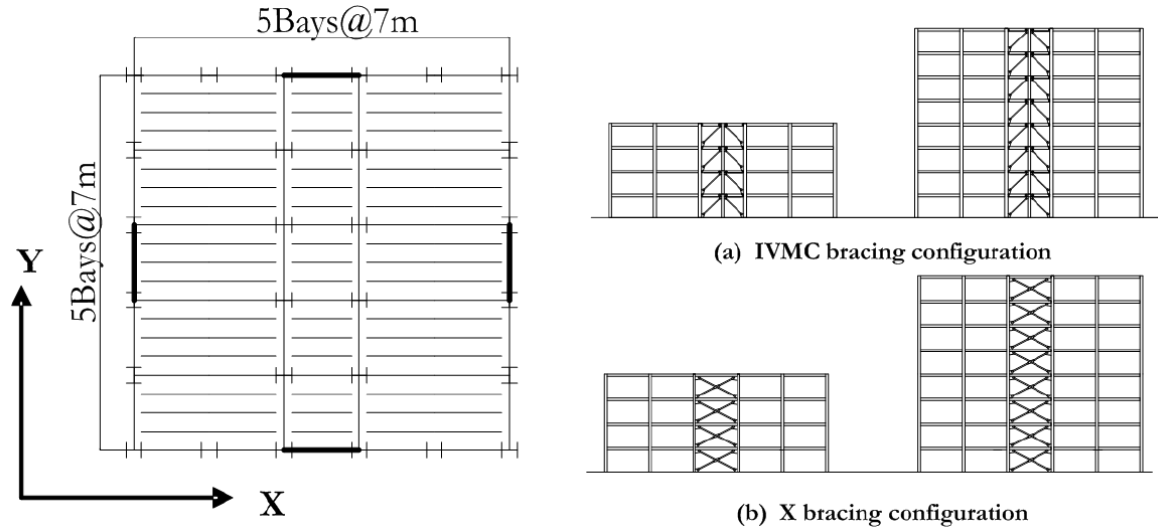 5Bays@7m
5Bays@7m
Y
X
(a) IVMC bracing configuration
(b) X bracing configuration